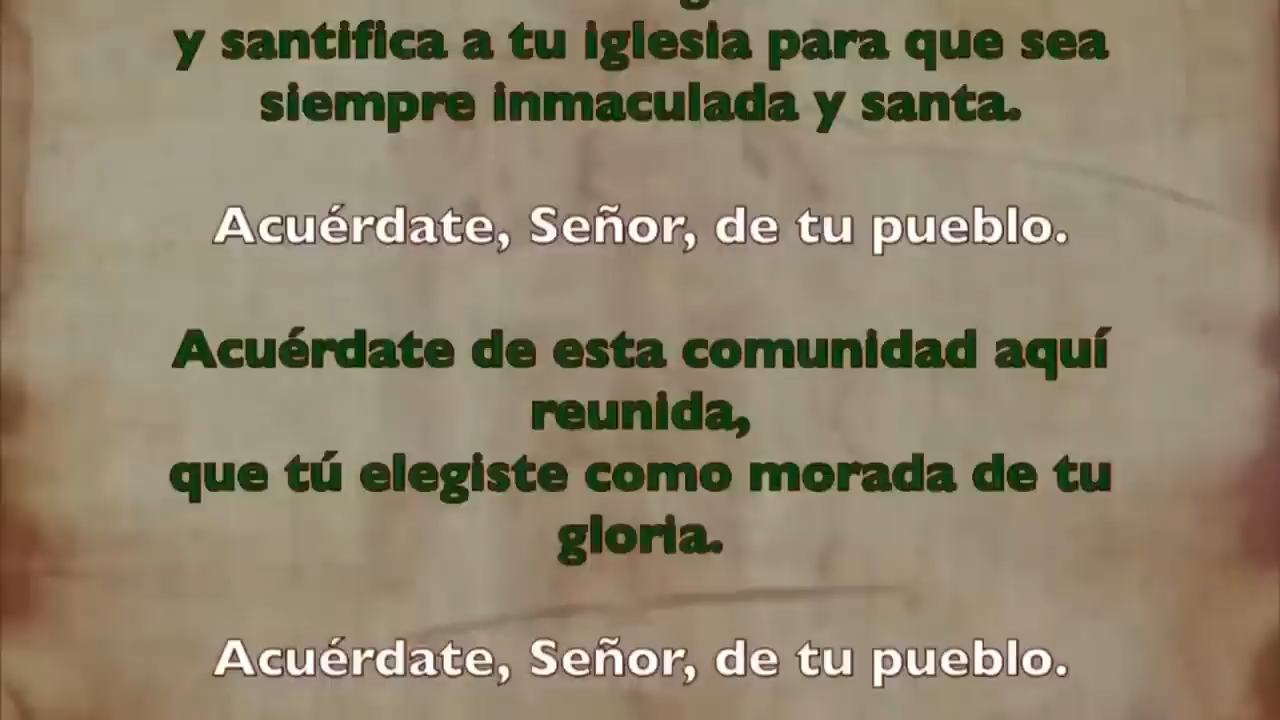 y santifica a tu iglesia para que sea
siempre inmaculada y santa.
Acuérdate, Señor, de tu pueblo.
Acuérdate de esta comunidad aquí
reunida,
que tú elegiste como morada de tu
gloria.
Acuérdate, Señor, de tu pueblo.